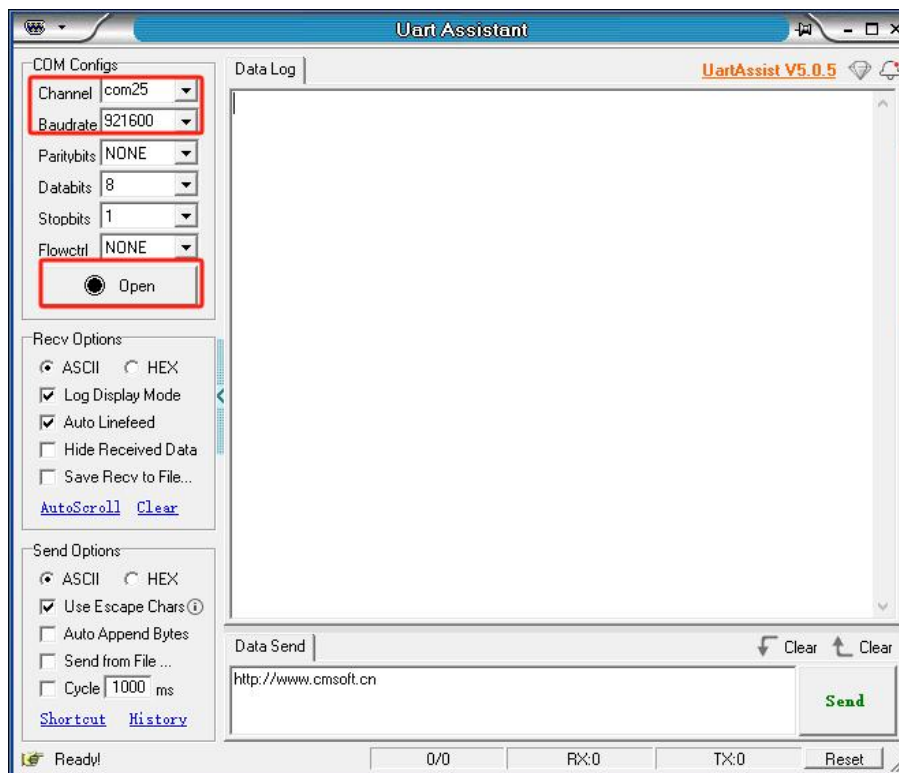 Uart Assistant
COM Configs
Channel com25
Baudrate 921600
Paritybits NONE
Databits 8
Stopbits 1
Flowctrl NONE
Open
Recv Options
ASCII HEX
Log Display Mode
Auto Linefeed
Hide Received Data
Save Recv to File...
AutoScroll Clear
Send Options
ASCII HEX
Use Escape Chars
Auto Append Bytes
Send from File ...
Cycle 1000 ms
Shortcut History
Data Log UartAssist V5.0.5
Data Send Clear Clear
http://www.cmsoft.cn
Send
Ready! 0/0 RX:0 TX:0 Reset